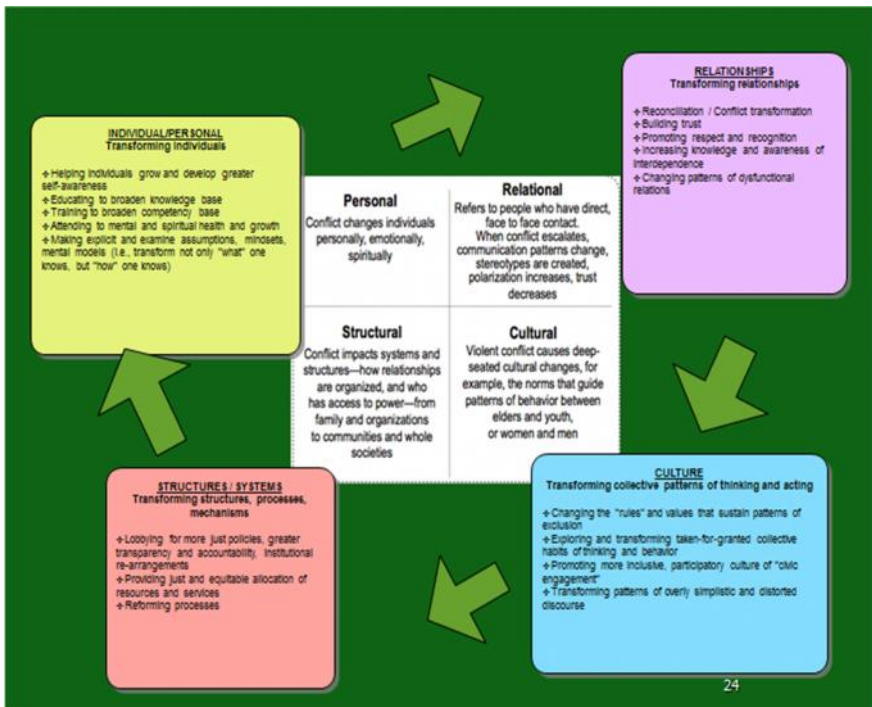 INDIVIDUAL/PERSONAL
Transforming individuals
✣ Helping individuals grow and develop greater
self-awareness
✣ Educating to broaden knowledge base
✣ Training to broaden competency base
✣ Attending to mental and spiritual health and growth
✣ Making explicit and examine assumptions, mindsets,
mental models (i.e., transform not only "what" one
knows, but "how" one knows)
RELATIONSHIPS
Transforming relationships
✣ Reconciliation / Conflict transformation
✣ Building trust
✣ Promoting respect and recognition
✣ Increasing knowledge and awareness of
interdependence
✣ Changing patterns of dysfunctional
relations
Personal
Conflict changes individuals
personally, emotionally,
spiritually
Relational
Refers to people who have direct,
face to face contact.
When conflict escalates,
communication patterns change,
stereotypes are created,
polarization increases, trust
decreases
Structural
Conflict impacts systems and
structures—how relationships
are organized, and who
has access to power—from
family and organizations
to communities and whole
societies
Cultural
Violent conflict causes deep-
seated cultural changes, for
example, the norms that guide
patterns of behavior between
elders and youth,
or women and men
STRUCTURES / SYSTEMS
Transforming structures, processes,
mechanisms
✣ Lobbying for more just policies, greater
transparency and accountability, institutional
re-arrangements
✣ Providing just and equitable allocation of
resources and services
✣ Reforming processes
CULTURE
Transforming collective patterns of thinking and acting
✣ Changing the "rules" and values that sustain patterns of
exclusion
✣ Exploring and transforming taken-for-granted collective
habits of thinking and behavior
✣ Promoting more inclusive, participatory culture of "civic
engagement"
✣ Transforming patterns of overly simplistic and distorted
discourse
24